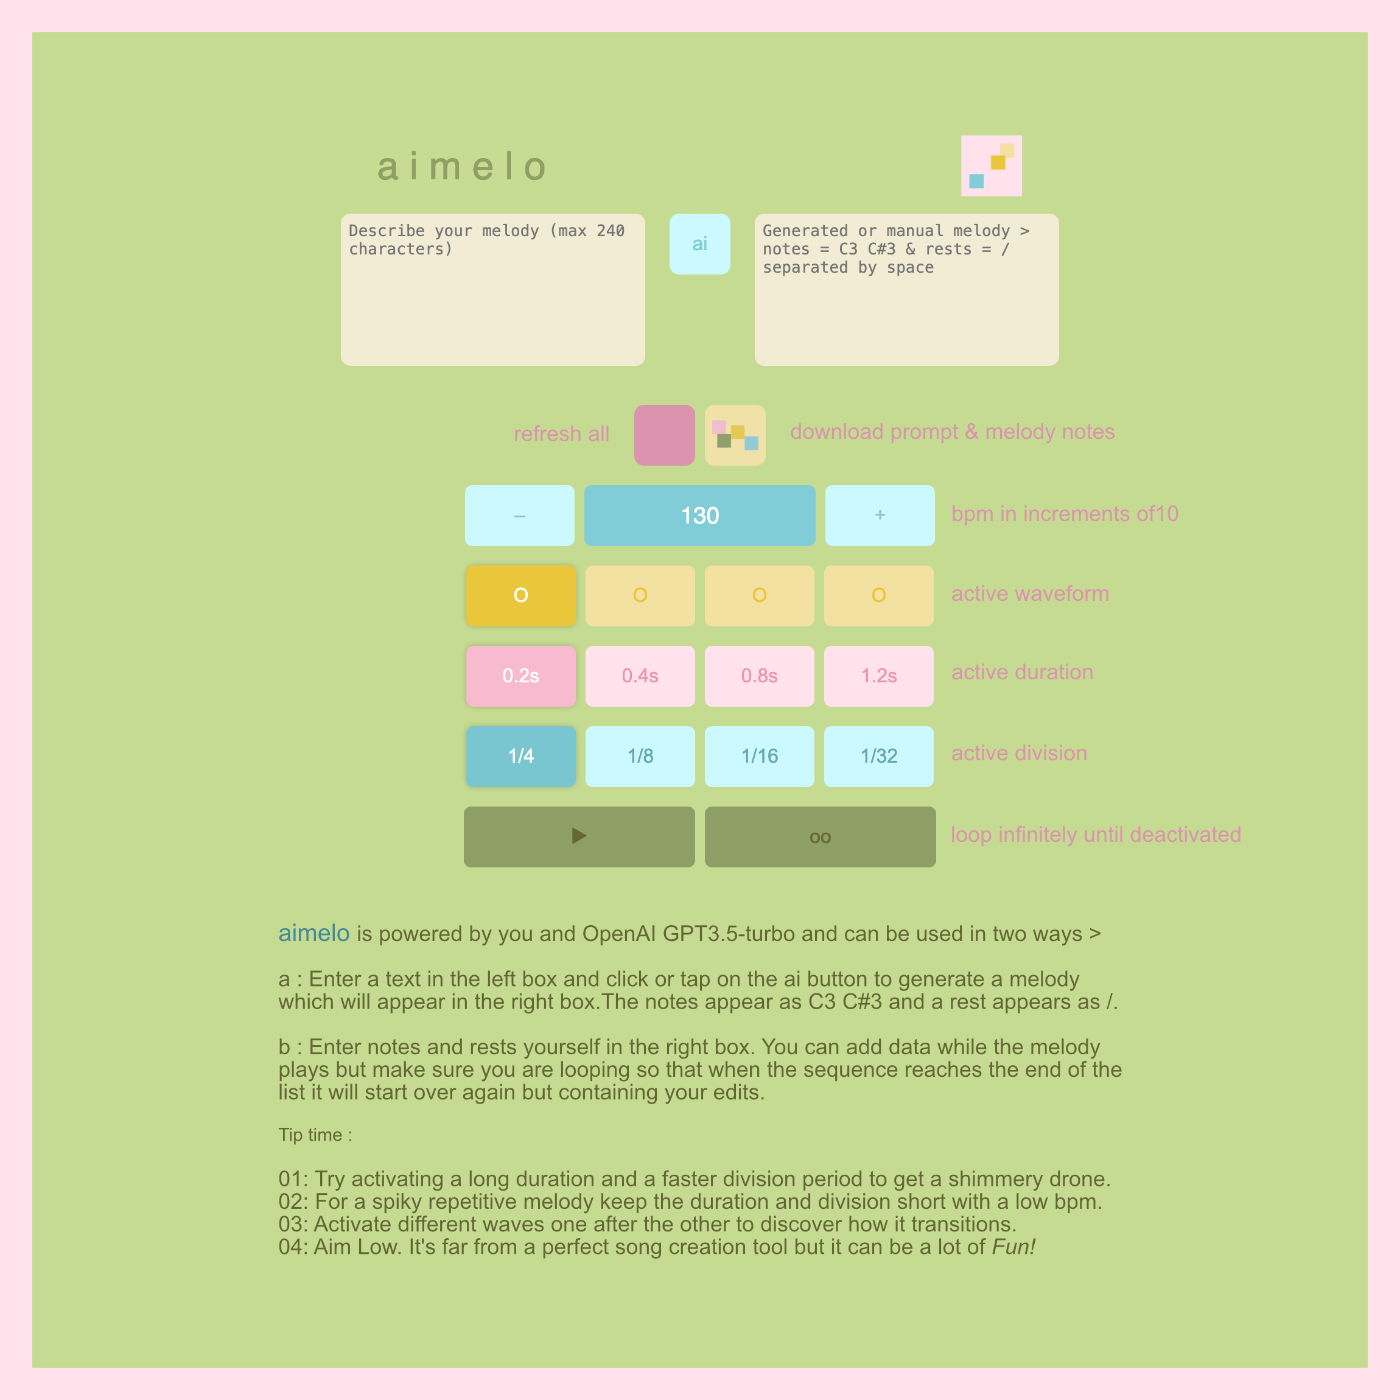 a i m e l o
Describe your melody (max 240
characters)
ai
Generated or manual melody >
notes = C3 C#3 & rests = /
separated by space
refresh all
download prompt & melody notes
– 130 + bpm in increments of10
O O O O active waveform
0.2s 0.4s 0.8s 1.2s active duration
1/4 1/8 1/16 1/32 active division
▶ oo loop infinitely until deactivated
aimelo is powered by you and OpenAI GPT3.5-turbo and can be used in two ways >
a : Enter a text in the left box and click or tap on the ai button to generate a melody
which will appear in the right box.The notes appear as C3 C#3 and a rest appears as /.
b : Enter notes and rests yourself in the right box. You can add data while the melody
plays but make sure you are looping so that when the sequence reaches the end of the
list it will start over again but containing your edits.
Tip time :
01: Try activating a long duration and a faster division period to get a shimmery drone.
02: For a spiky repetitive melody keep the duration and division short with a low bpm.
03: Activate different waves one after the other to discover how it transitions.
04: Aim Low. It's far from a perfect song creation tool but it can be a lot of Fun!